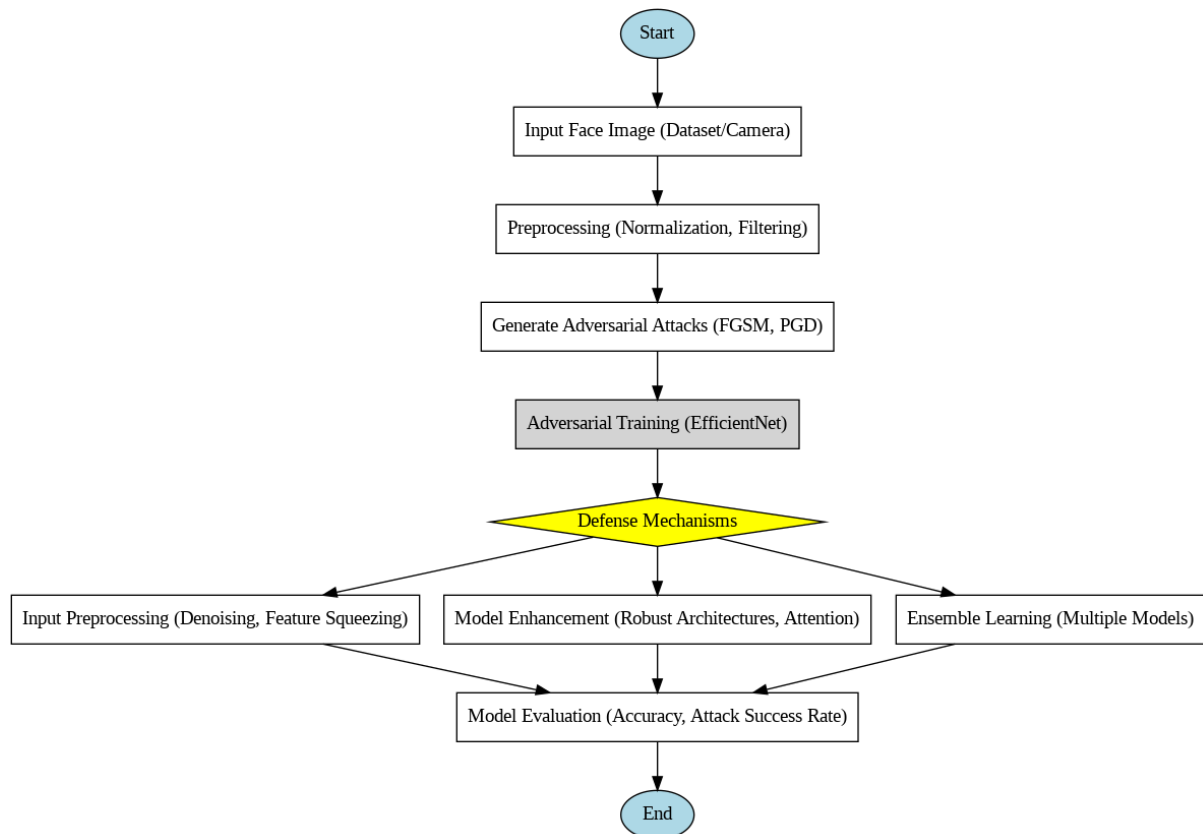 Start
Input Face Image (Dataset/Camera)
Preprocessing (Normalization, Filtering)
Generate Adversarial Attacks (FGSM, PGD)
Adversarial Training (EfficientNet)
Defense Mechanisms
Input Preprocessing (Denoising, Feature Squeezing)
Model Enhancement (Robust Architectures, Attention)
Ensemble Learning (Multiple Models)
Model Evaluation (Accuracy, Attack Success Rate)
End